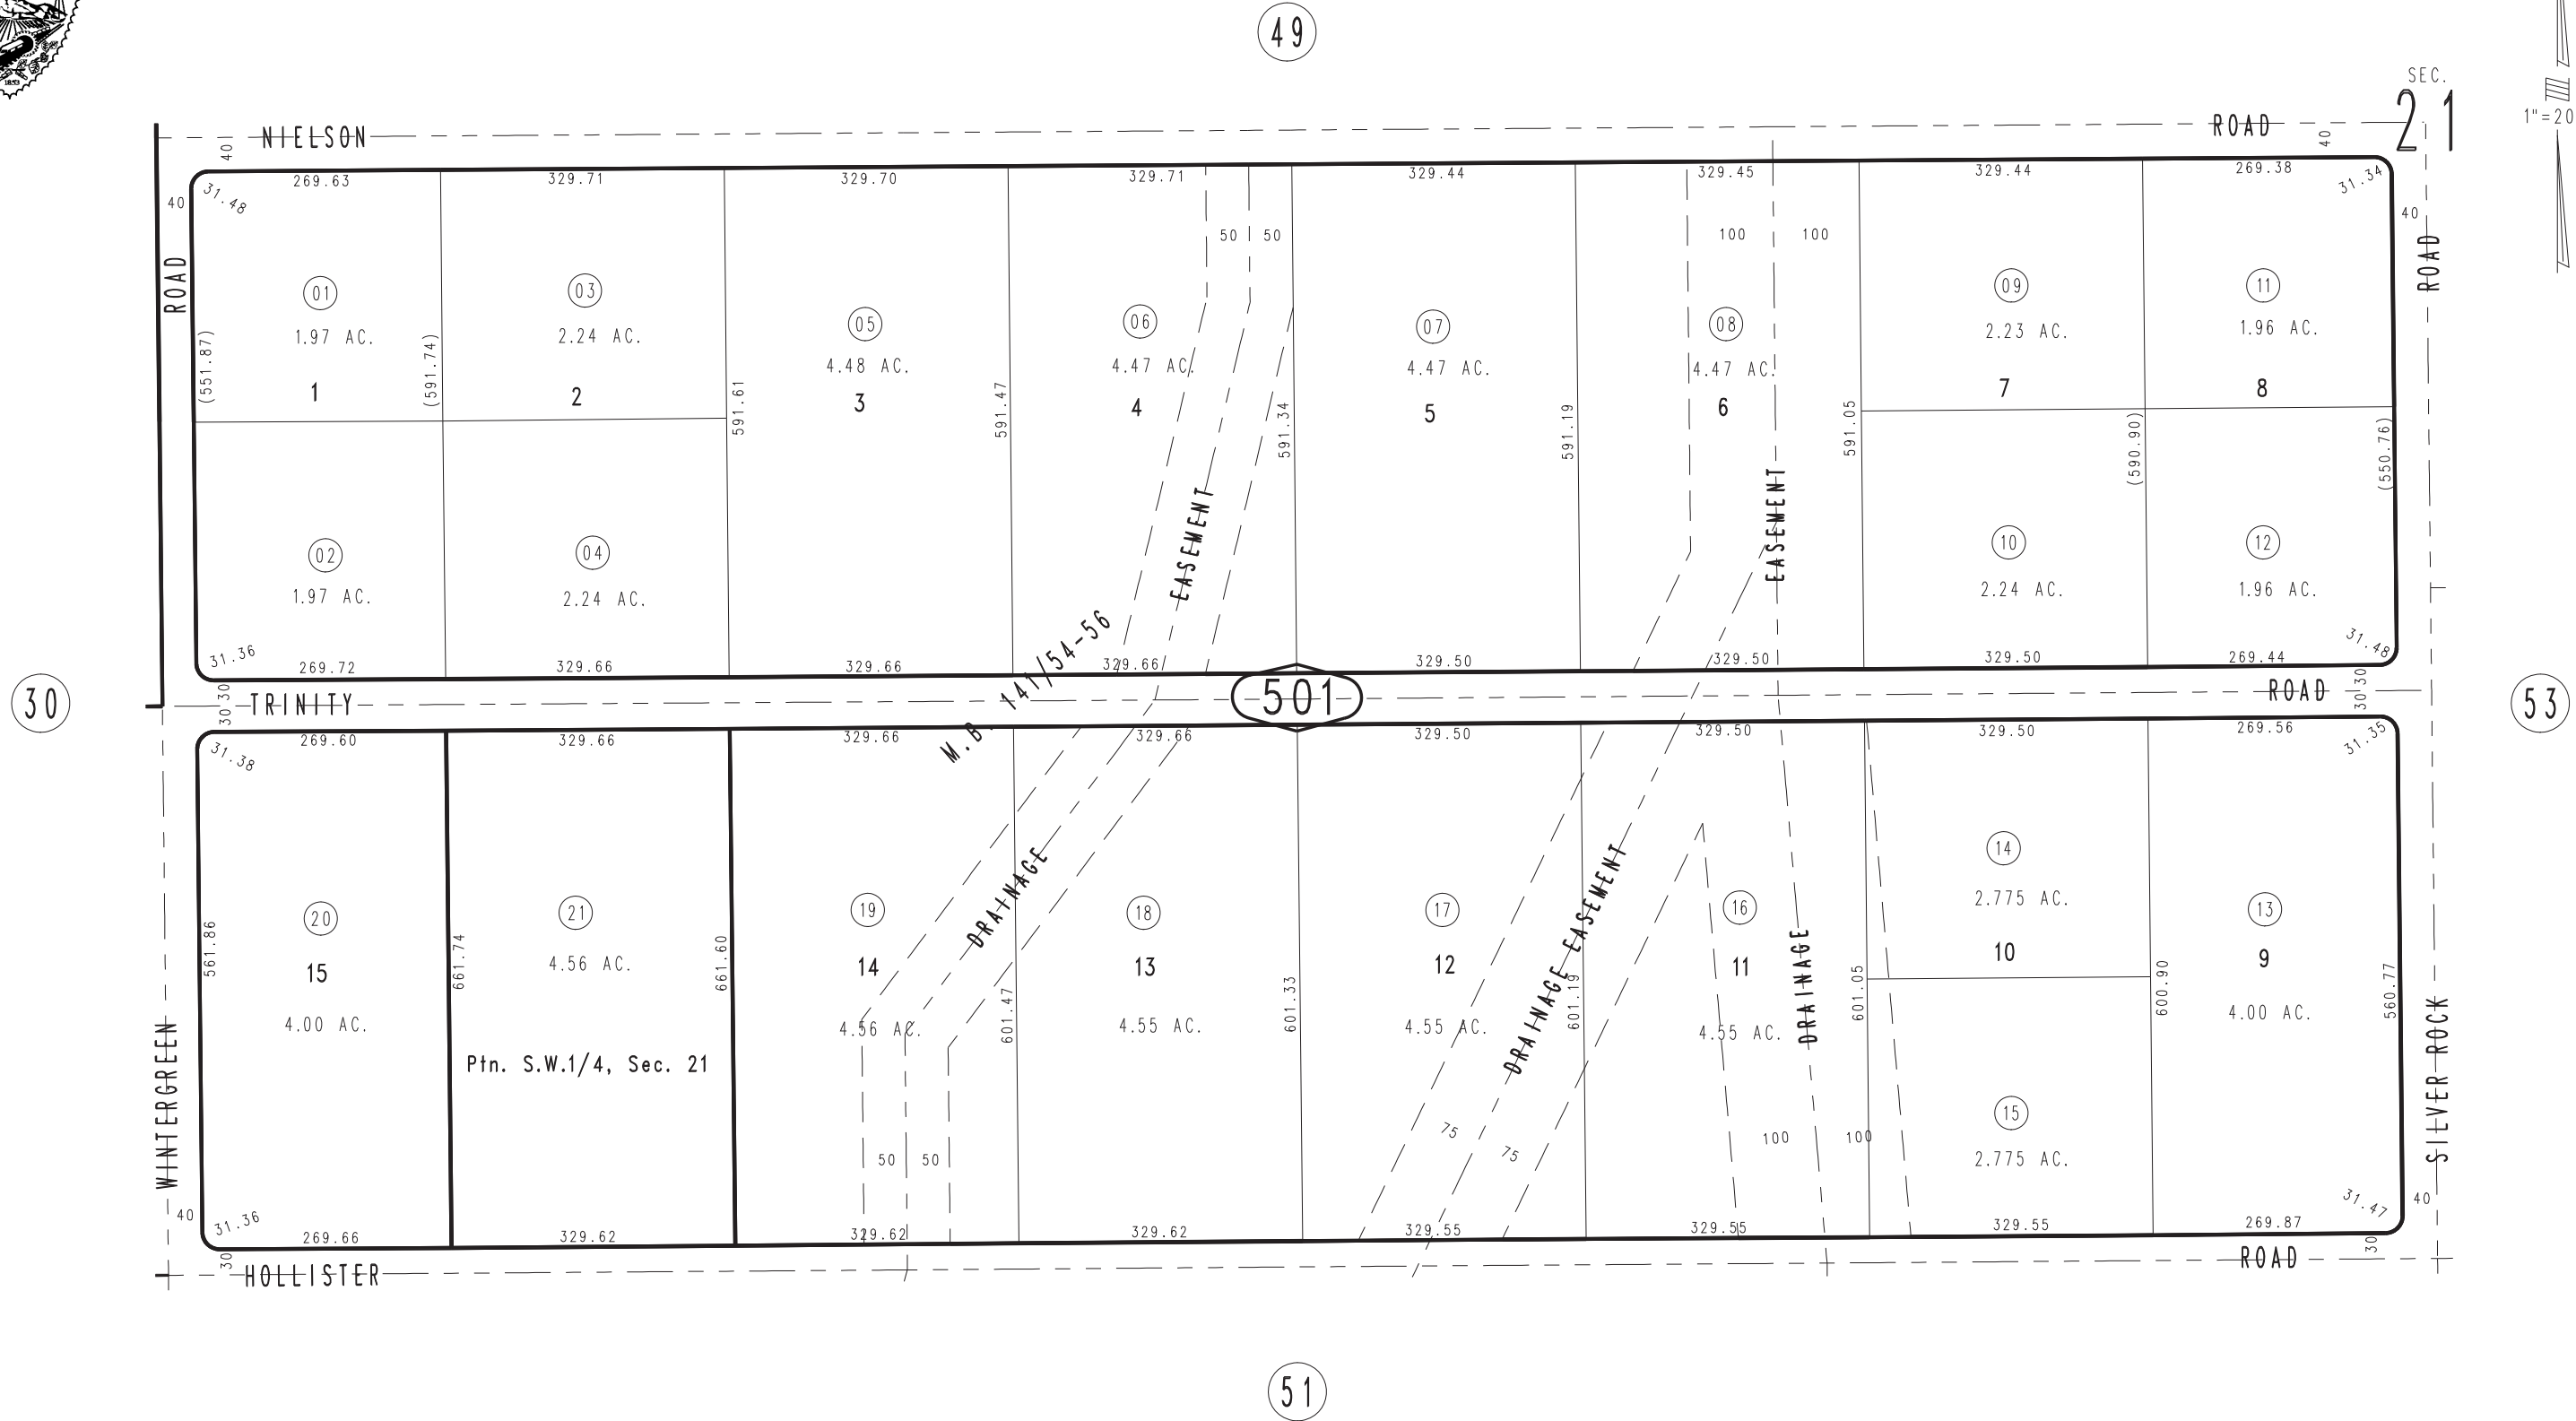 49
SEC.
21
1"=20
NIELSON ROAD
40 40
269.63 329.71 329.70 329.71 329.44 329.45 329.44 269.38
31.48 31.34
40 40
ROAD ROAD
50 50 100 100
01 03 05 06 07 08 09 11
1.97 AC. 2.24 AC. 4.48 AC. 4.47 AC. 4.47 AC. 4.47 AC. 2.23 AC. 1.96 AC.
(551.87) (591.74) 591.61 591.47 591.34 591.19 591.05 (590.90) (550.76)
1 2 3 4 5 6 7 8
EASEMENT EASEMENT
02 04 10 12
1.97 AC. 2.24 AC. 2.24 AC. 1.96 AC.
31.36 31.48
269.72 329.66 329.66 329.66 329.50 329.50 329.50 269.44
M.B. 141/54-56
30 53
30 30 30 30
TRINITY 501 ROAD
269.60 329.66 329.66 329.66 329.50 329.50 329.50 269.56
31.38 31.35
DRAINAGE DRAINAGE EASEMENT DRAINAGE
14
2.775 AC.
20 21 19 18 17 16 13
561.86 661.74 661.60 601.47 601.33 601.19 601.05 600.90 560.77
15 4.56 AC. 14 13 12 11 10 9
4.00 AC. 4.56 AC. 4.55 AC. 4.55 AC. 4.55 AC. 4.00 AC.
Ptn. S.W.1/4, Sec. 21
WINTERGREEN SILVER ROCK
15
2.775 AC.
50 50 75 75 100 100
40 40
31.36 31.47
269.66 329.62 329.62 329.62 329.55 329.55 329.55 269.87
30 30
HOLLISTER ROAD
51